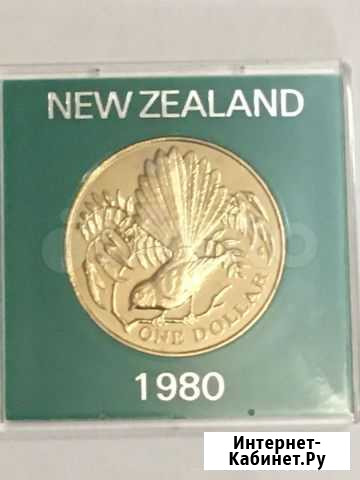 NEW ZEALAND
ONE DOLLAR
1980
Интернет-
Кабинет.Ру